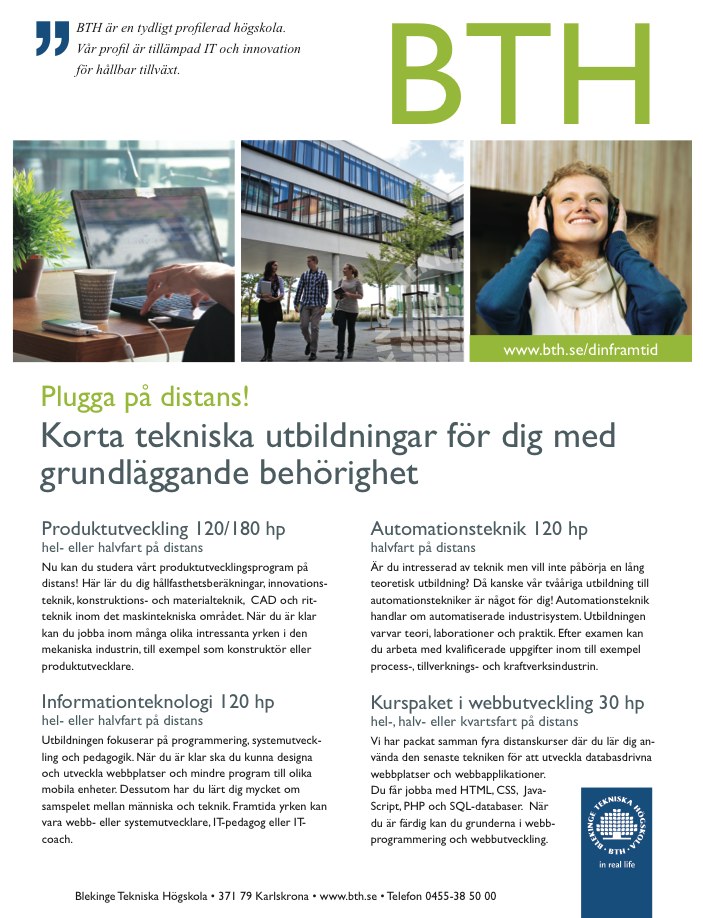 BTH är en tydligt profilerad högskola.
Vår profil är tillämpad IT och innovation
för hållbar tillväxt.
BTH
www.bth.se/dinframtid
Plugga på distans!
Korta tekniska utbildningar för dig med
grundläggande behörighet
Produktutveckling 120/180 hp
hel- eller halvfart på distans
Nu kan du studera vårt produktutvecklingsprogram på
distans! Här lär du dig hållfasthetsberäkningar, innovations-
teknik, konstruktions- och materialteknik, CAD och rit-
teknik inom det maskintekniska området. När du är klar
kan du jobba inom många olika intressanta yrken i den
mekaniska industrin, till exempel som konstruktör eller
produktutvecklare.
Informationteknologi 120 hp
hel- eller halvfart på distans
Utbildningen fokuserar på programmering, systemutveck-
ling och pedagogik. När du är klar ska du kunna designa
och utveckla webbplatser och mindre program till olika
mobila enheter. Dessutom har du lärt dig mycket om
samspelet mellan människa och teknik. Framtida yrken kan
vara webb- eller systemutvecklare, IT-pedagog eller IT-
coach.
Automationsteknik 120 hp
halvfart på distans
Är du intresserad av teknik men vill inte påbörja en lång
teoretisk utbildning? Då kanske vår tvååriga utbildning till
automationstekniker är något för dig! Automationsteknik
handlar om automatiserade industrisystem. Utbildningen
varvar teori, laborationer och praktik. Efter examen kan
du arbeta med kvalificerade uppgifter inom till exempel
process-, tillverknings- och kraftverksindustrin.
Kurspaket i webbutveckling 30 hp
hel-, halv- eller kvartsfart på distans
Vi har packat samman fyra distanskurser där du lär dig an-
vända den senaste tekniken för att utveckla databasdrivna
webbplatser och webbapplikationer.
Du får jobba med HTML, CSS, Java-
Script, PHP och SQL-databaser. När
du är färdig kan du grunderna i webb-
programmering och webbutveckling.
BLEKINGE TEKNISKA HÖGSKOLA
BTH
in real life
Blekinge Tekniska Högskola • 371 79 Karlskrona • www.bth.se • Telefon 0455-38 50 00